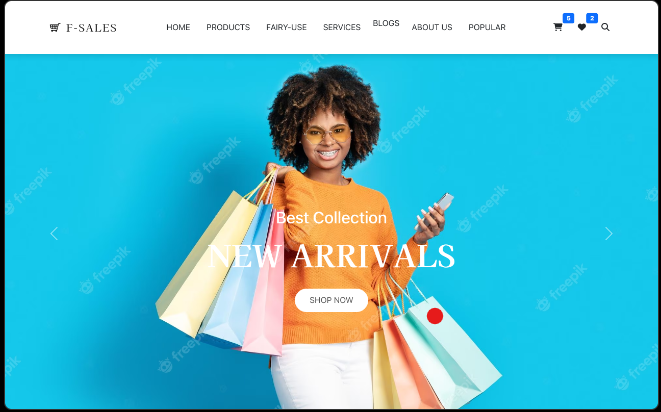 F-SALES
HOME PRODUCTS FAIRY-USE SERVICES BLOGS ABOUT US POPULAR
5 2
freepik
freepik
freepik
freepik
freepik
freepik
Best Collection
NEW ARRIVALS
freepik
freepik
SHOP NOW
freepik
freepik